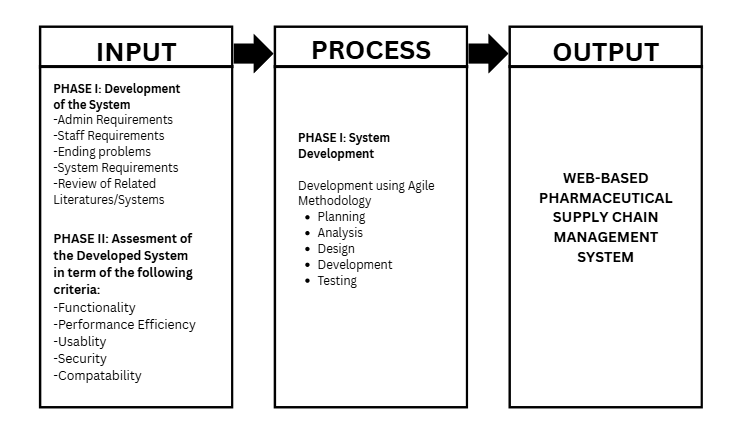 INPUT
PHASE I: Development
of the System
-Admin Requirements
-Staff Requirements
-Ending problems
-System Requirements
-Review of Related
Literatures/Systems
PHASE II: Assesment of
the Developed System
in term of the following
criteria:
-Functionality
-Performance Efficiency
-Usablity
-Security
-Compatability
PROCESS
PHASE I: System
Development
Development using Agile
Methodology
• Planning
• Analysis
• Design
• Development
• Testing
OUTPUT
WEB-BASED
PHARMACEUTICAL
SUPPLY CHAIN
MANAGEMENT
SYSTEM